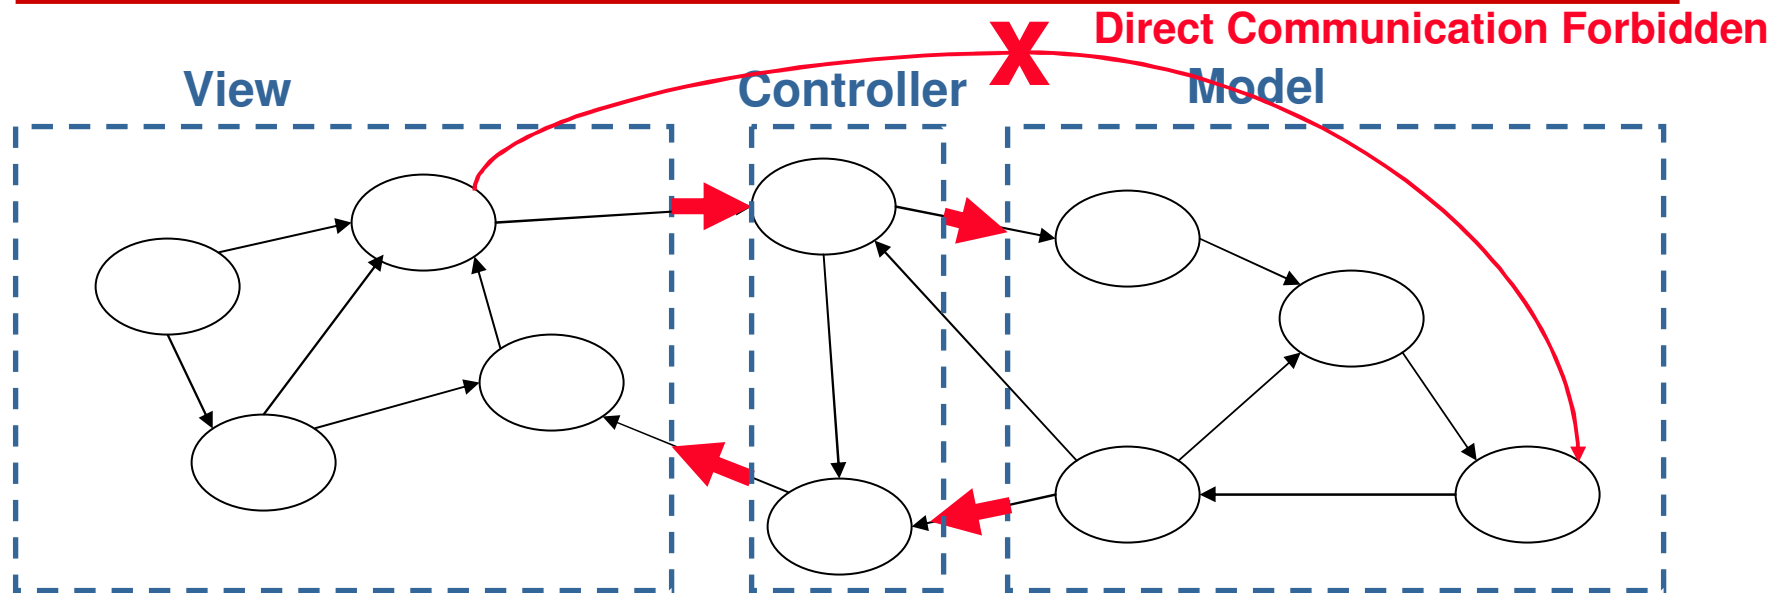 Direct Communication Forbidden
X
View
Controller
Model